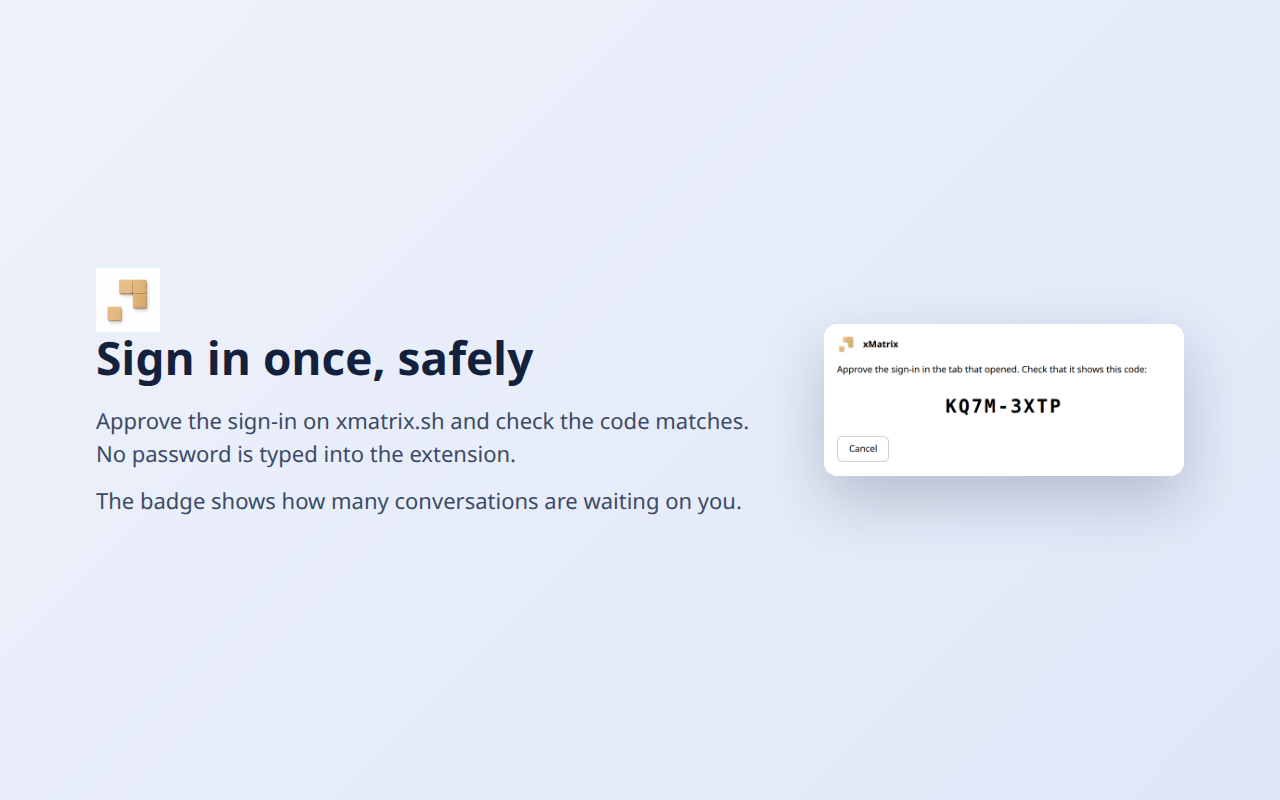 Sign in once, safely
Approve the sign-in on xmatrix.sh and check the code matches.
No password is typed into the extension.
The badge shows how many conversations are waiting on you.
xMatrix
Approve the sign-in in the tab that opened. Check that it shows this code:
KQ7M-3XTP
Cancel